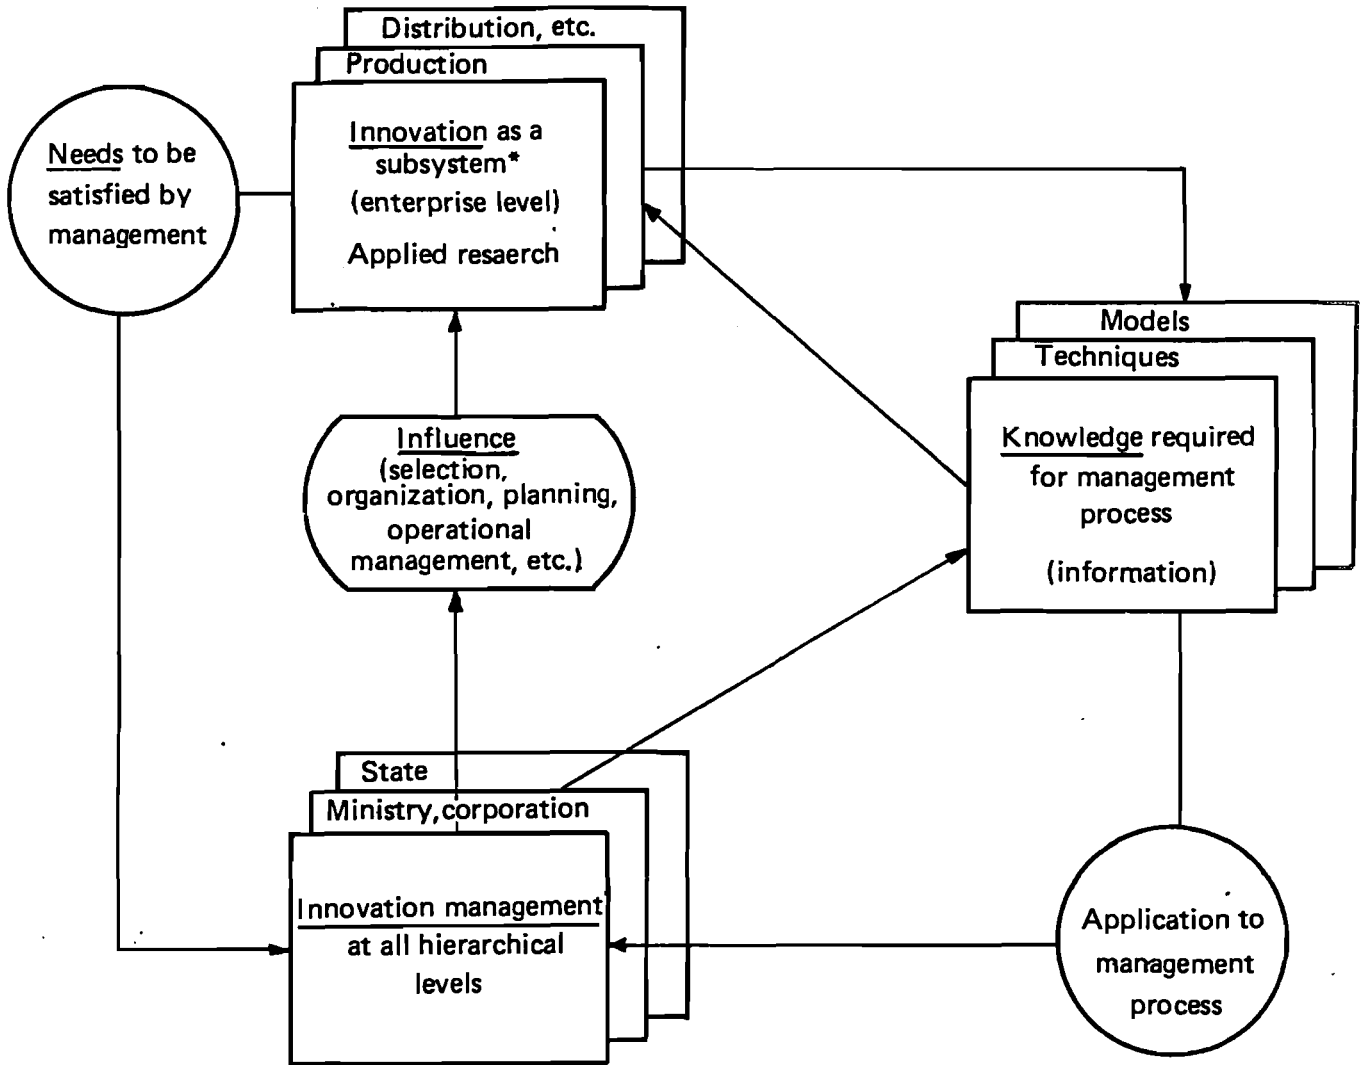 Distribution, etc.
Production
Innovation as a
subsystem*
(enterprise level)
Applied resaerch
Needs to be
satisfied by
management
Models
Techniques
Knowledge required
for management
process
(information)
Influence
(selection,
organization, planning,
operational
management, etc.)
State
Ministry, corporation
Innovation management
at all hierarchical
levels
Application to
management
process